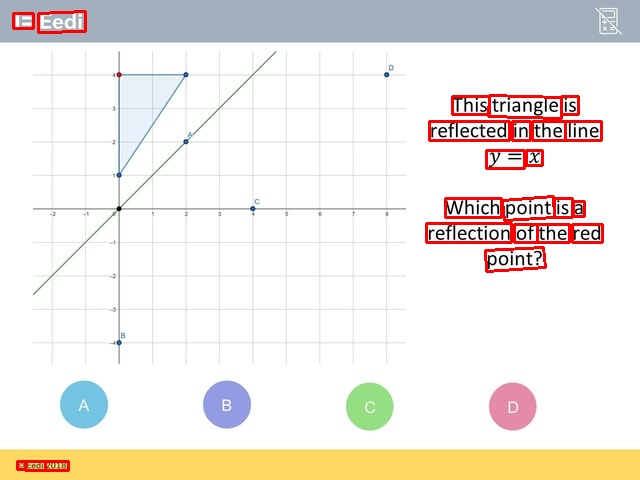 Eedi
This triangle is
reflected in the line
y = x
Which point is a
reflection of the red
point?
D
4
3
2
A
1
C
-2 -1 0 1 2 3 4 5 6 7 8
-1
-2
-3
B
-4
A B C D
© Eedi 2018